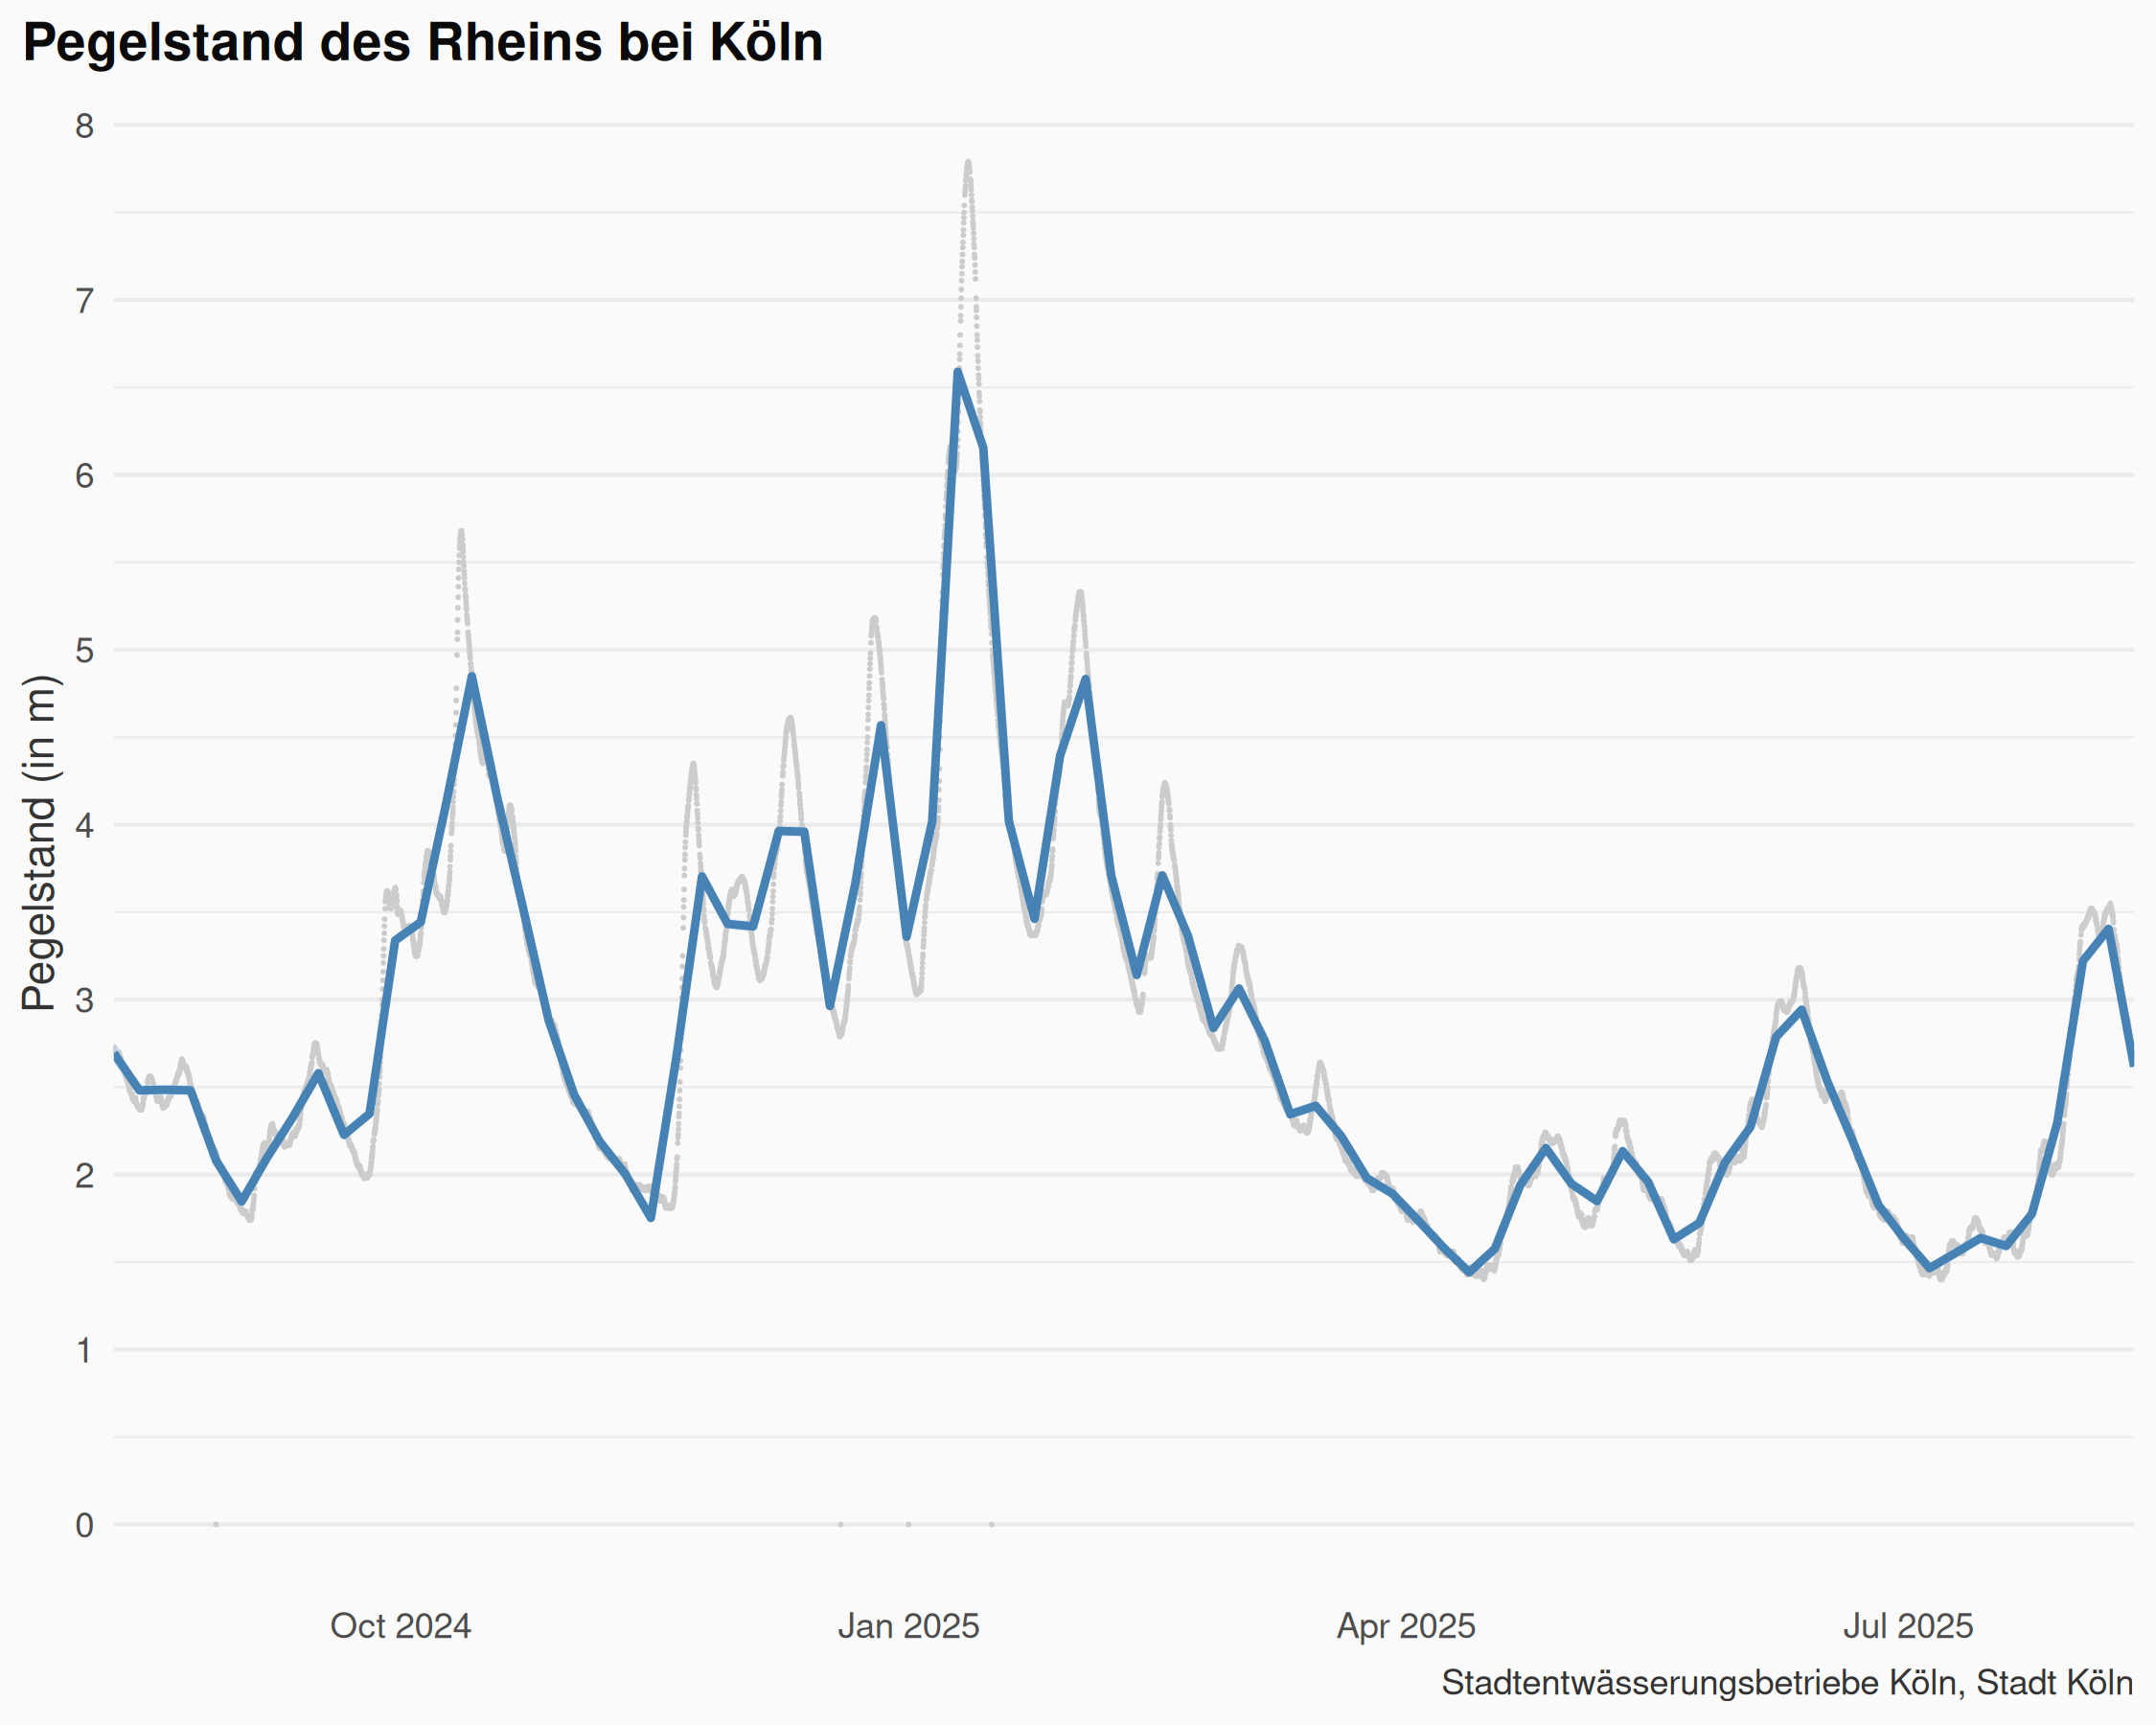 Pegelstand des Rheins bei Köln
Pegelstand (in m)
8
7
6
5
4
3
2
1
0
Oct 2024
Jan 2025
Apr 2025
Jul 2025
Stadtentwässerungsbetriebe Köln, Stadt Köln